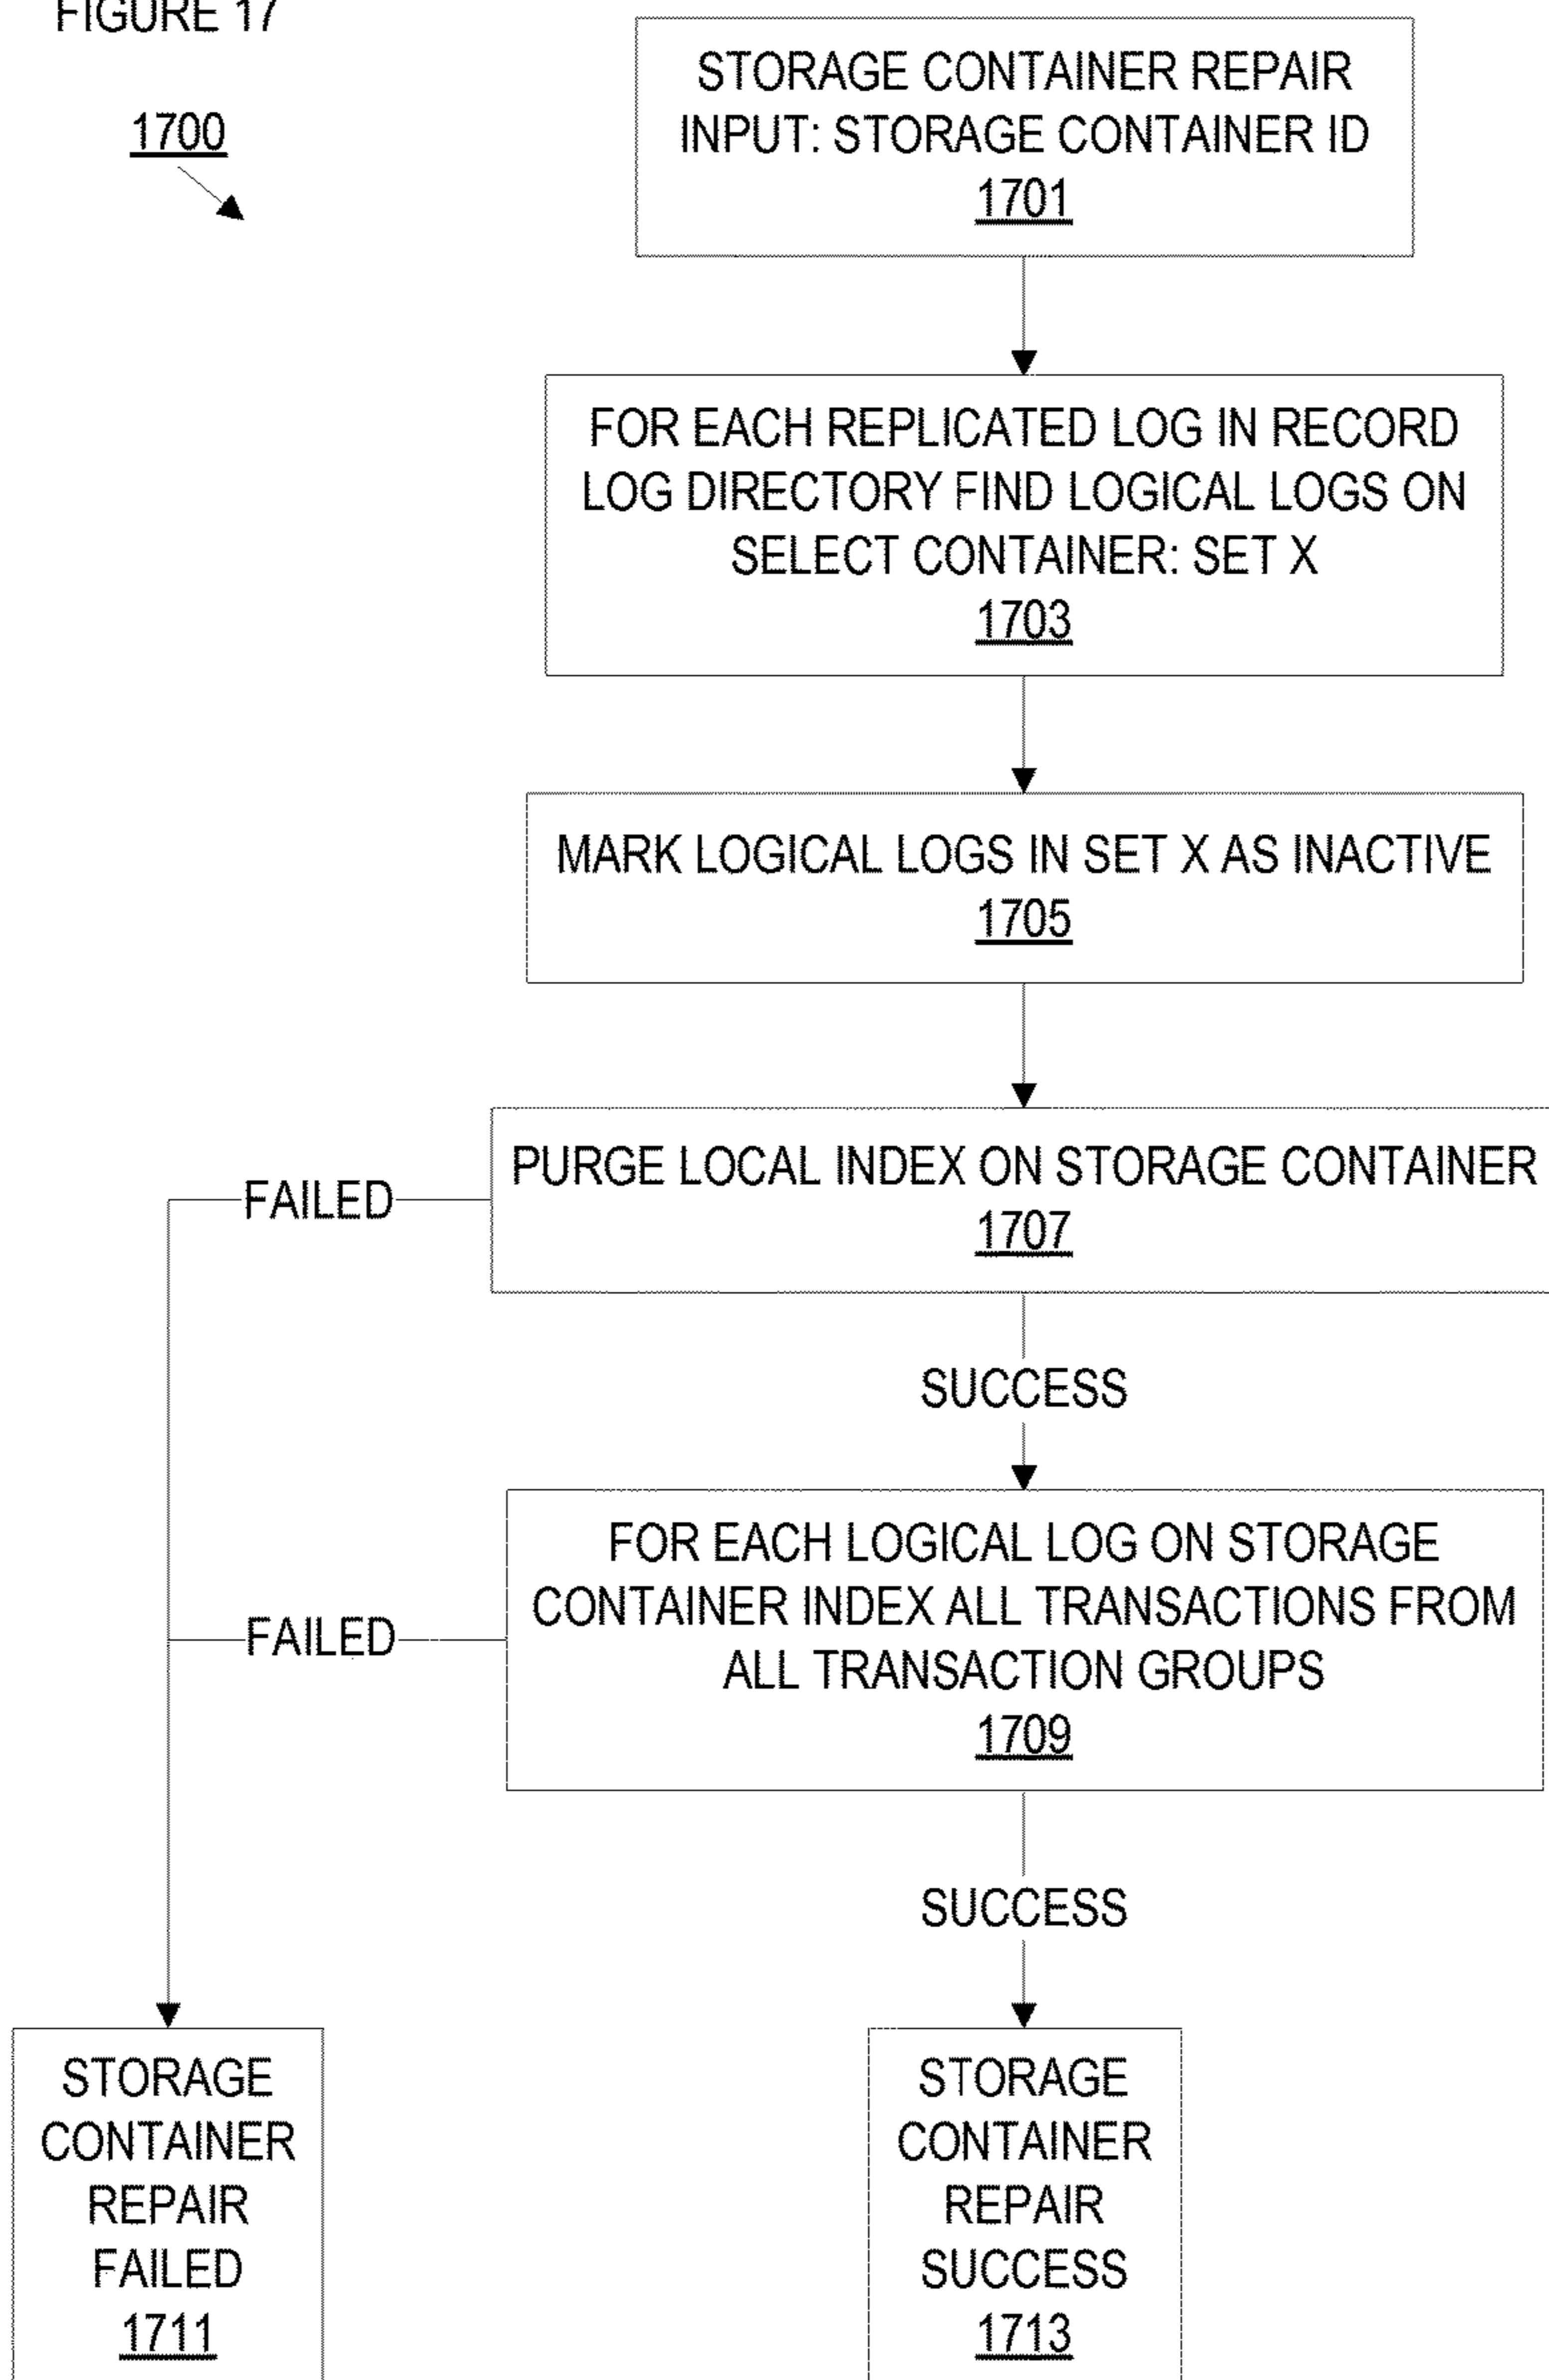 FIGURE 17
1700
STORAGE CONTAINER REPAIR
INPUT: STORAGE CONTAINER ID
1701
FOR EACH REPLICATED LOG IN RECORD
LOG DIRECTORY FIND LOGICAL LOGS ON
SELECT CONTAINER: SET X
1703
MARK LOGICAL LOGS IN SET X AS INACTIVE
1705
PURGE LOCAL INDEX ON STORAGE CONTAINER
1707
FAILED
SUCCESS
FOR EACH LOGICAL LOG ON STORAGE
CONTAINER INDEX ALL TRANSACTIONS FROM
ALL TRANSACTION GROUPS
1709
FAILED
SUCCESS
STORAGE
CONTAINER
REPAIR
FAILED
1711
STORAGE
CONTAINER
REPAIR
SUCCESS
1713